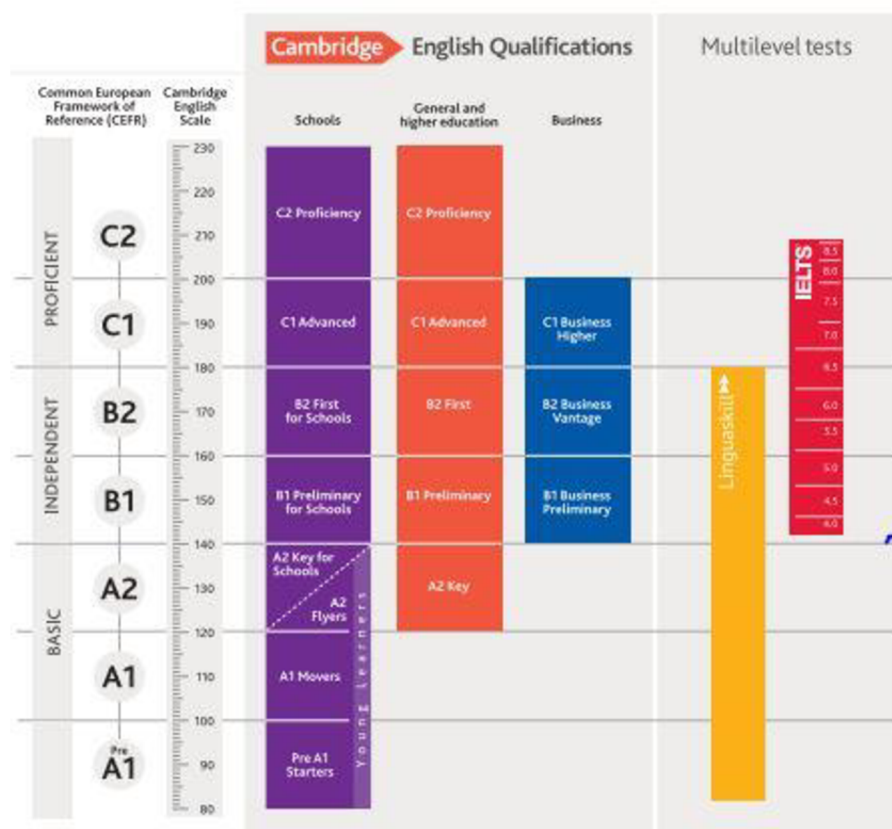 Cambridge English Qualifications
Multilevel tests
Common European
Framework of
Reference (CEFR)
Cambridge
English
Scale
Schools
General and
higher education
Business
PROFICIENT
INDEPENDENT
BASIC
C2
C1
B2
B1
A2
A1
Pre
A1
230
220
210
200
190
180
170
160
150
140
130
120
110
100
90
80
C2 Proficiency
C1 Advanced
B2 First
for Schools
B1 Preliminary
for Schools
A2 Key for
Schools
A2
Flyers
A1 Movers
Pre A1
Starters
Young Learners
C2 Proficiency
C1 Advanced
B2 First
B1 Preliminary
A2 Key
C1 Business
Higher
B2 Business
Vantage
B1 Business
Preliminary
Linguaskill
IELTS
8.5
8.0
7.5
7.0
6.5
6.0
5.5
5.0
4.5
4.0